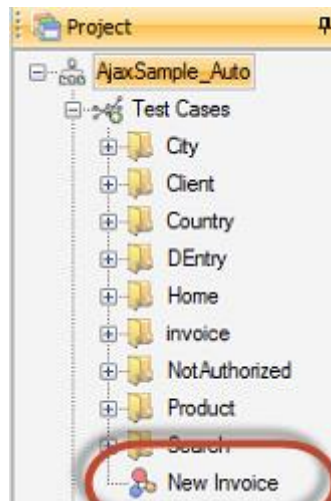 Project
AjaxSample_Auto
Test Cases
City
Client
Country
DEntry
Home
invoice
NotAuthorized
Product
Search
New Invoice